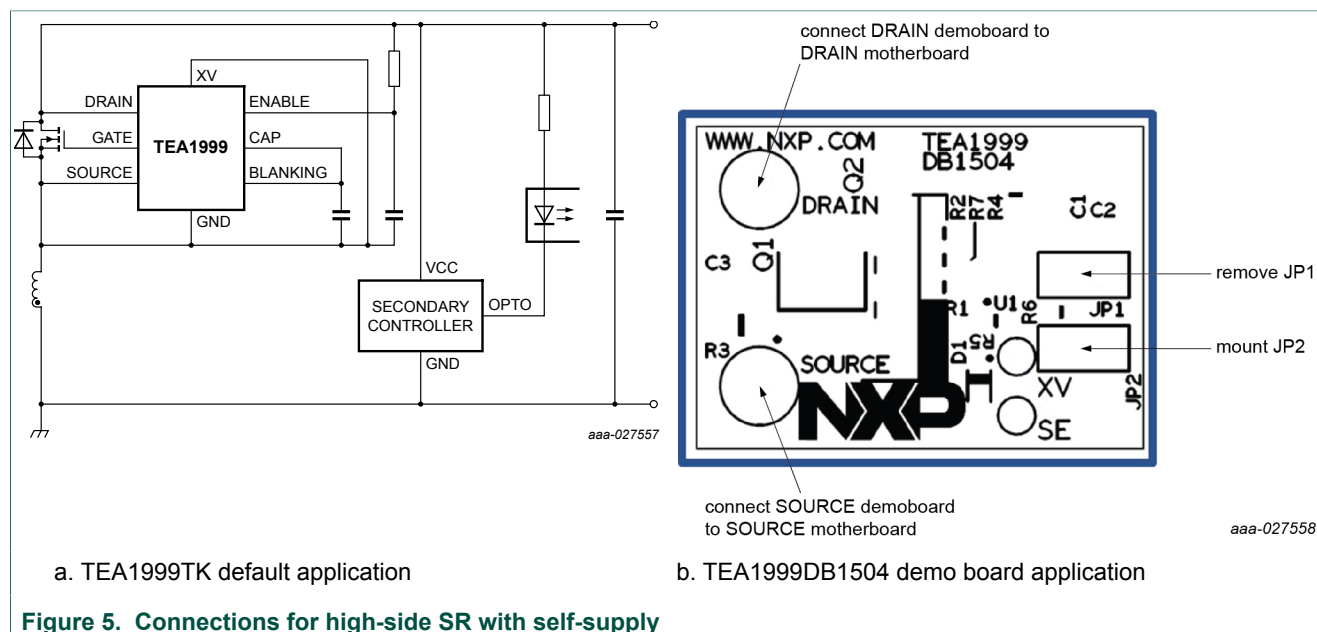 XV
DRAIN
ENABLE
GATE
TEA1999
CAP
SOURCE
BLANKING
GND
VCC
SECONDARY
CONTROLLER
OPTO
GND
aaa-027557
connect DRAIN demoboard to
DRAIN motherboard
WWW.NXP.COM
TEA1999
DB1504
Q2
DRAIN
R2
R7
R4
C1
C2
C3
Q1
remove JP1
R1
U1
R6
JP1
R3
SOURCE
D1
R5
mount JP2
XV
JP2
NXP
SE
connect SOURCE demoboard
to SOURCE motherboard
aaa-027558
a. TEA1999TK default application
b. TEA1999DB1504 demo board application
Figure 5. Connections for high-side SR with self-supply